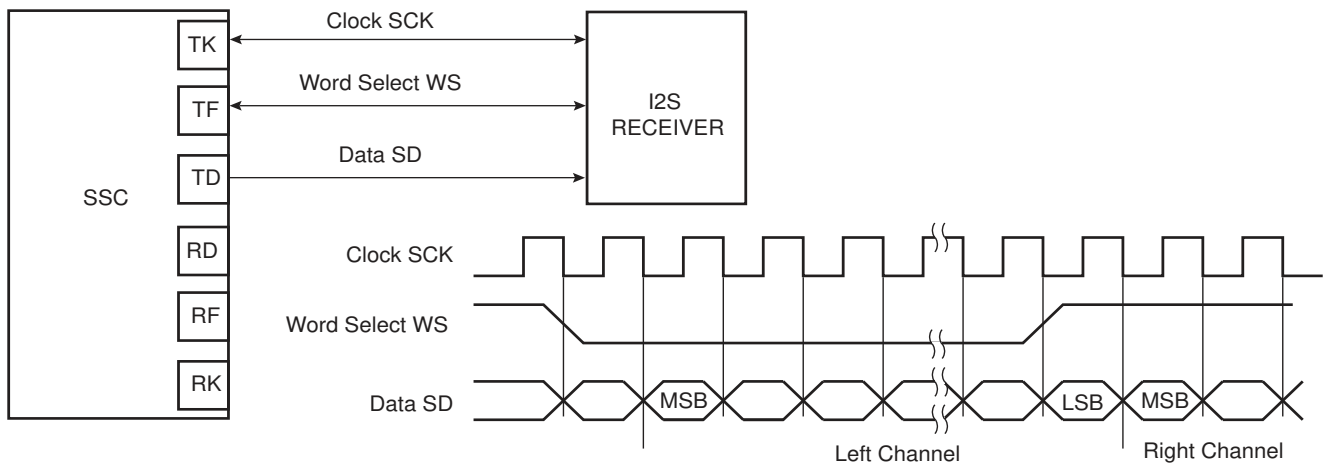 SSC
TK
TF
TD
RD
RF
RK
Clock SCK
Word Select WS
Data SD
I2S
RECEIVER
Clock SCK
Word Select WS
Data SD
MSB
LSB
MSB
Left Channel
Right Channel